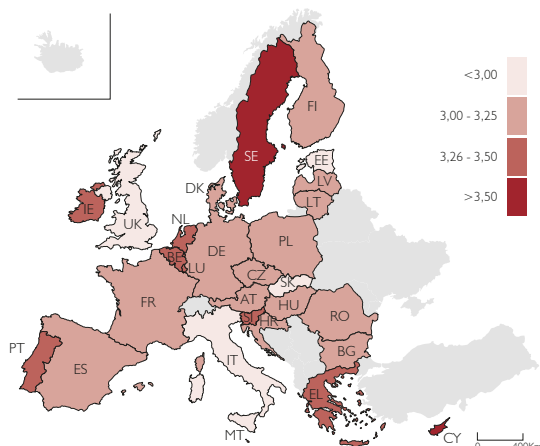 <3,00
3,00 - 3,25
3,26 - 3,50
>3,50
FI
SE
EE
LV
LT
DK
IE
UK
NL
BE
LU
DE
PL
CZ
SK
AT
HU
FR
SI
HR
RO
BG
IT
PT
ES
EL
MT
CY
0